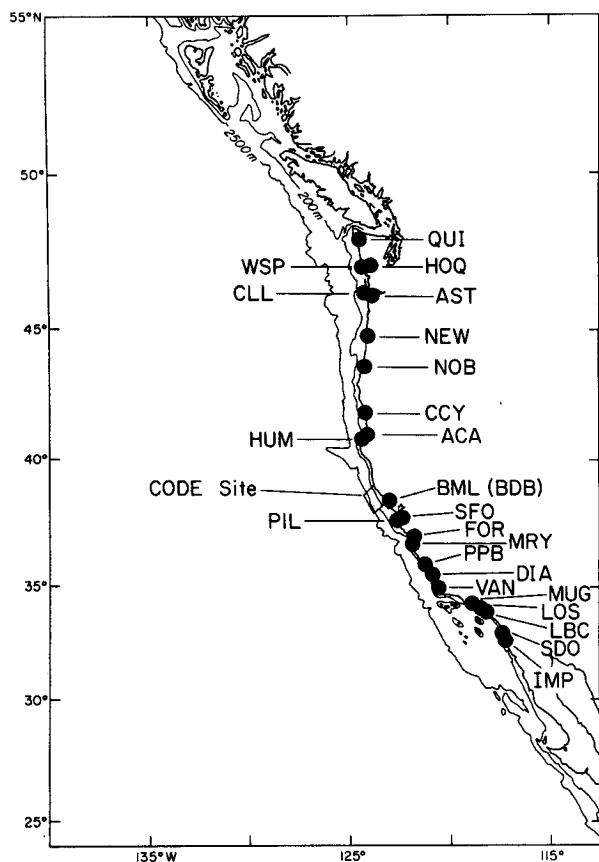 55°
50°
2500m
200m
QUI
WSP
HOQ
CLL
AST
45°
NEW
NOB
CCY
HUM
ACA
40°
CODE Site
BML (BDB)
SFO
PIL
FOR
MRY
PPB
DIA
35°
VAN
MUG
LOS
LBC
SDO
IMP
30°
25°
135°W
125°
115°